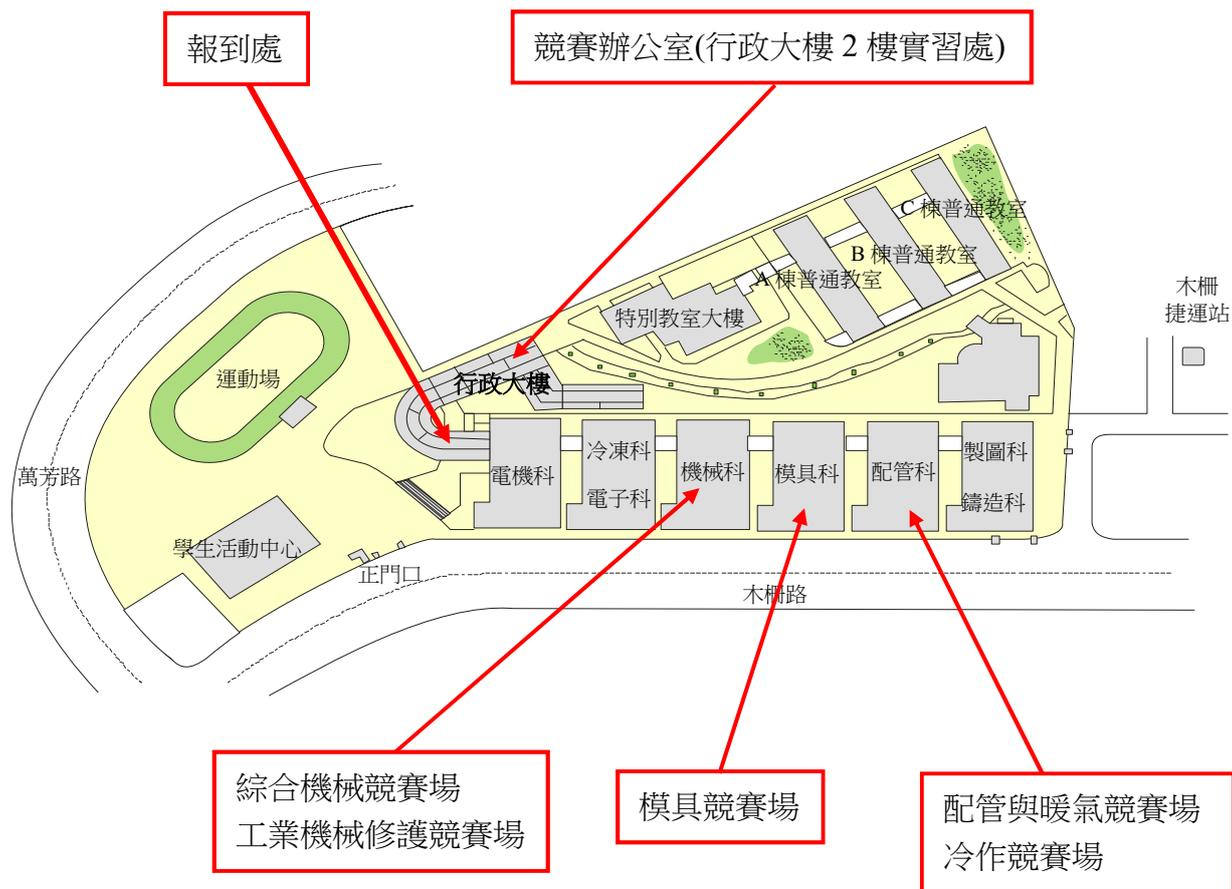 報到處
競賽辦公室(行政大樓 2 樓實習處)
C 棟普通教室
B 棟普通教室
A 棟普通教室
特別教室大樓
木柵
捷運站
運動場
行政大樓
萬芳路
電機科
冷凍科
電子科
機械科
模具科
配管科
製圖科
鑄造科
學生活動中心
正門口
木柵路
綜合機械競賽場
工業機械修護競賽場
模具競賽場
配管與暖氣競賽場
冷作競賽場